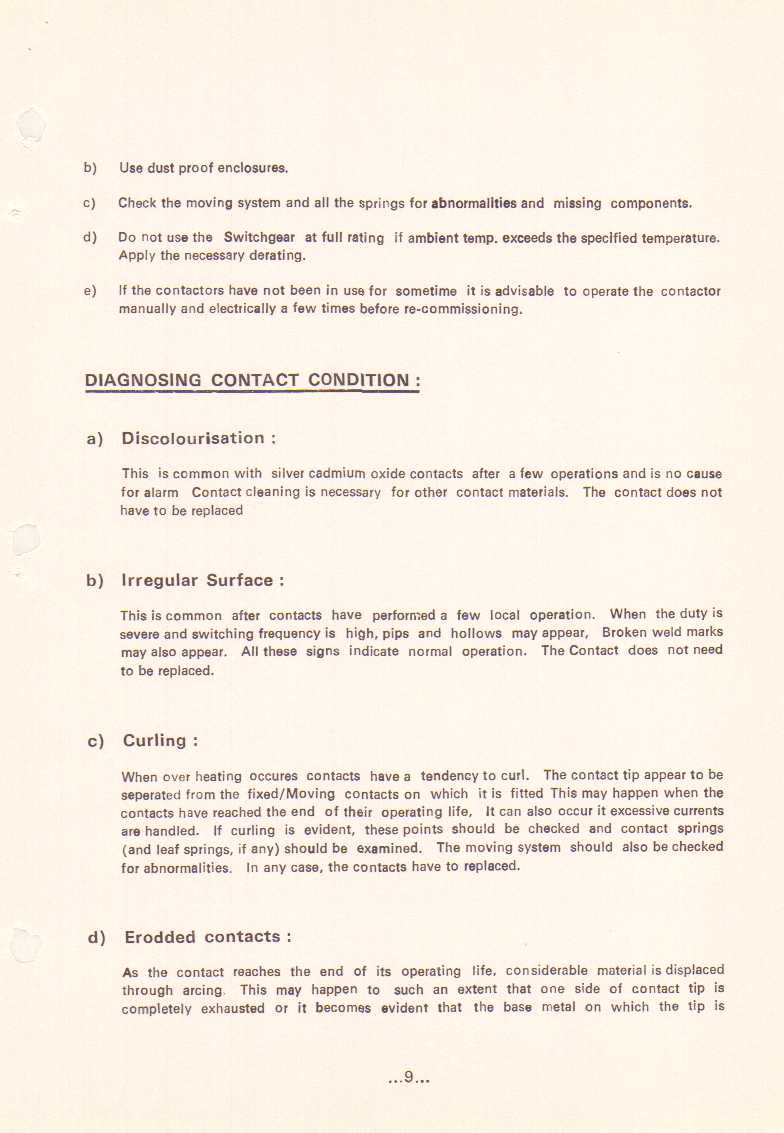 b) Use dust proof enclosures.
c) Check the moving system and all the springs for abnormalities and missing components.
d) Do not use the Switchgear at full rating if ambient temp. exceeds the specified temperature.
Apply the necessary derating.
e) If the contactors have not been in use for sometime it is advisable to operate the contactor
manually and electrically a few times before re-commissioning.
DIAGNOSING CONTACT CONDITION :
a) Discolourisation :
This is common with silver cadmium oxide contacts after a few operations and is no cause
for alarm Contact cleaning is necessary for other contact materials. The contact does not
have to be replaced
b) Irregular Surface :
This is common after contacts have performed a few local operation. When the duty is
severe and switching frequency is high, pips and hollows may appear, Broken weld marks
may also appear. All these signs indicate normal operation. The Contact does not need
to be replaced.
c) Curling :
When over heating occures contacts have a tendency to curl. The contact tip appear to be
seperated from the fixed/Moving contacts on which it is fitted This may happen when the
contacts have reached the end of their operating life, It can also occur it excessive currents
are handled. If curling is evident, these points should be checked and contact springs
(and leaf springs, if any) should be examined. The moving system should also be checked
for abnormalities. In any case, the contacts have to replaced.
d) Erodded contacts :
As the contact reaches the end of its operating life, considerable material is displaced
through arcing. This may happen to such an extent that one side of contact tip is
completely exhausted or it becomes evident that the base metal on which the tip is
...9...